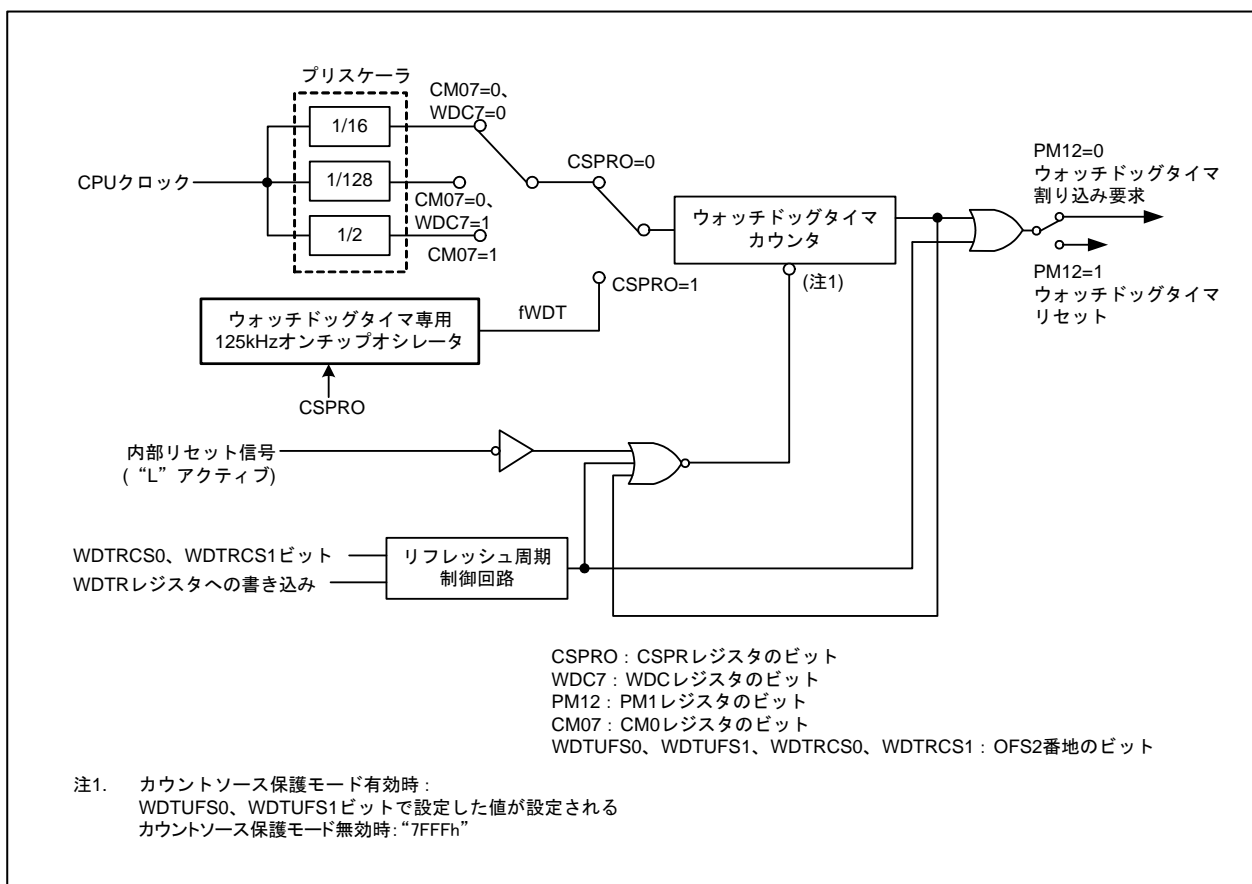 プリスケーラ
CM07=0、
WDC7=0
1/16
CPUクロック
1/128
CM07=0、
WDC7=1
1/2
CM07=1
CSPRO=0
ウォッチドッグタイマ
カウンタ
PM12=0
ウォッチドッグタイマ
割り込み要求
PM12=1
ウォッチドッグタイマ
リセット
(注1)
CSPRO=1
fWDT
ウォッチドッグタイマ専用
125kHzオンチップオシレータ
CSPRO
内部リセット信号
( “L” アクティブ)
WDTRCS0、WDTRCS1ビット
WDTRレジスタへの書き込み
リフレッシュ周期
制御回路
CSPRO : CSPRレジスタのビット
WDC7 : WDCレジスタのビット
PM12 : PM1レジスタのビット
CM07 : CM0レジスタのビット
WDTUFS0、WDTUFS1、WDTRCS0、WDTRCS1 : OFS2番地のビット
注1. カウントソース保護モード有効時 :
WDTUFS0、WDTUFS1ビットで設定した値が設定される
カウントソース保護モード無効時: “7FFFh”